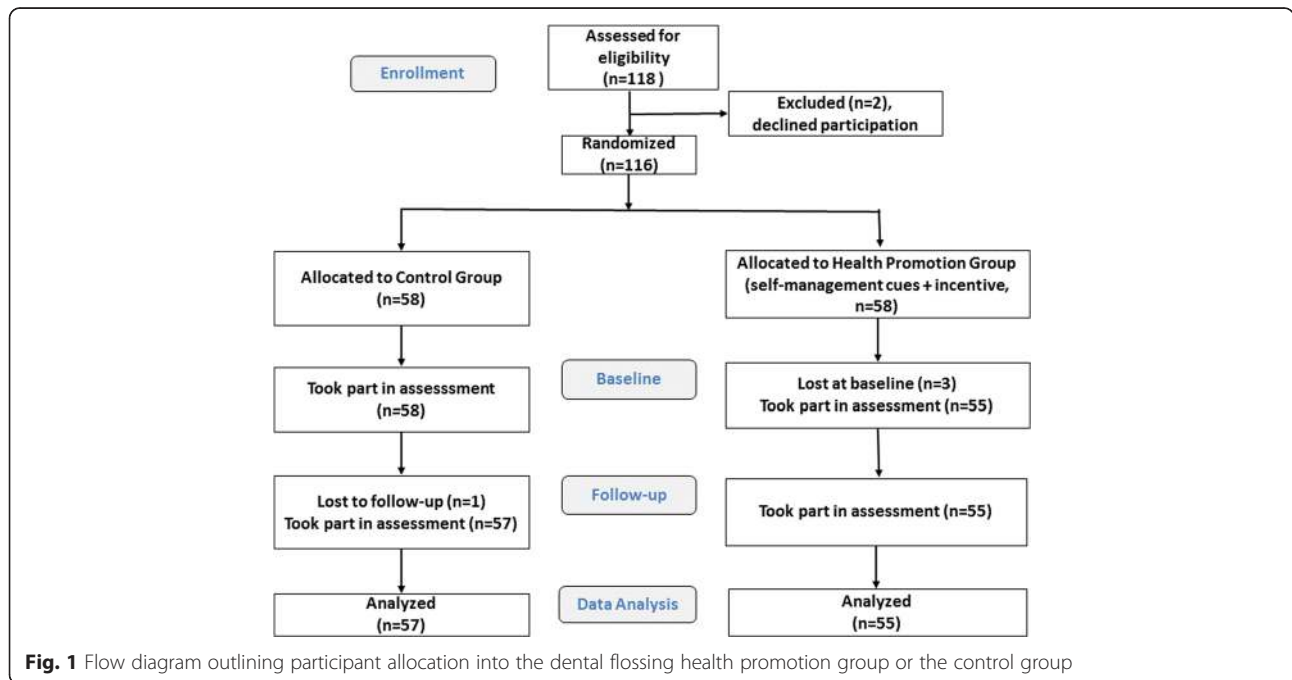 Assessed for
eligibility
(n=118 )
Enrollment
Excluded (n=2),
declined participation
Randomized
(n=116)
Allocated to Control Group
(n=58)
Allocated to Health Promotion Group
(self-management cues + incentive,
n=58)
Baseline
Took part in assesssment
(n=58)
Lost at baseline (n=3)
Took part in assessment (n=55)
Follow-up
Lost to follow-up (n=1)
Took part in assessment (n=57)
Took part in assessment (n=55)
Data Analysis
Analyzed
(n=57)
Analyzed
(n=55)
Fig. 1 Flow diagram outlining participant allocation into the dental flossing health promotion group or the control group